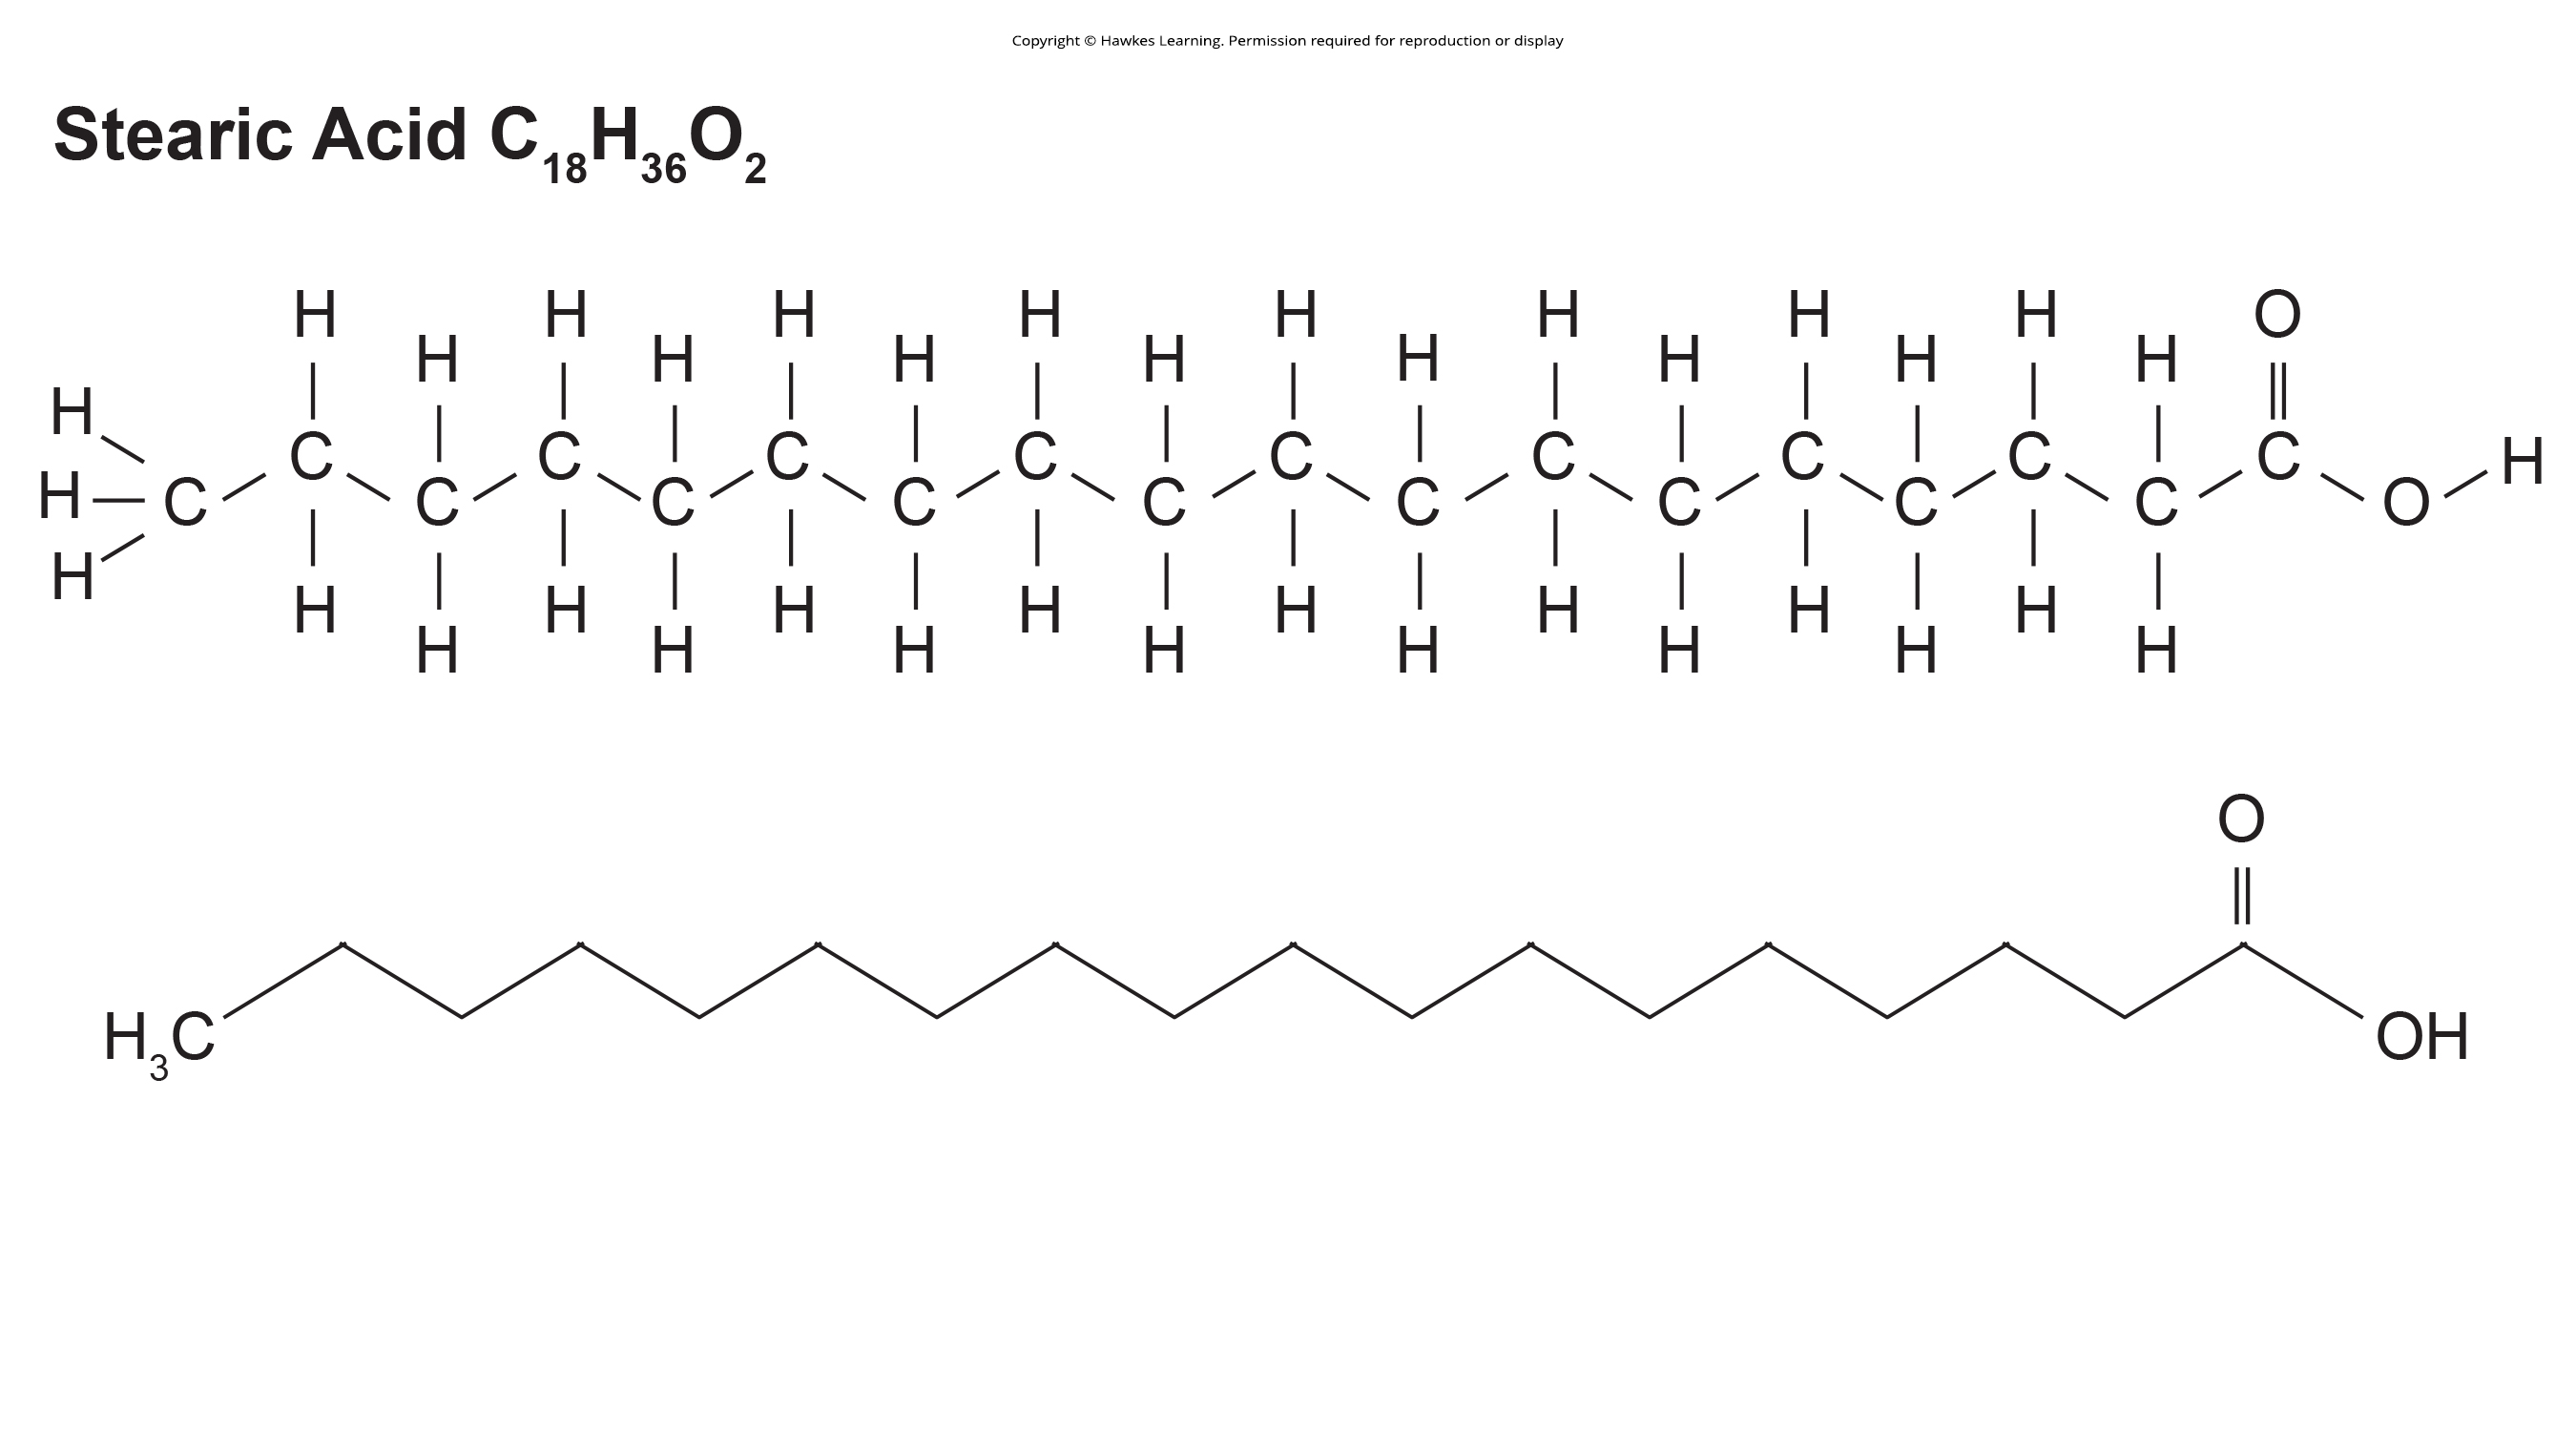 Copyright © Hawkes Learning. Permission required for reproduction or display
Stearic Acid C₁₈H₃₆O₂
H H H H H H H H O
H H H H H H H H
H
C C C C C C C C C H
H C C C C C C C C C O
H
H H H H H H H H
H H H H H H H H
O
H₃C OH